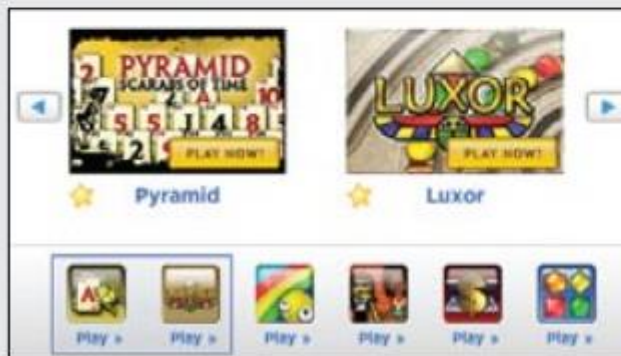 PYRAMID
SCARABS OF TIME
PLAY NOW!
LUXOR
PLAY NOW!
Pyramid
Luxor
Play »
Play »
Play »
Play »
Play »
Play »